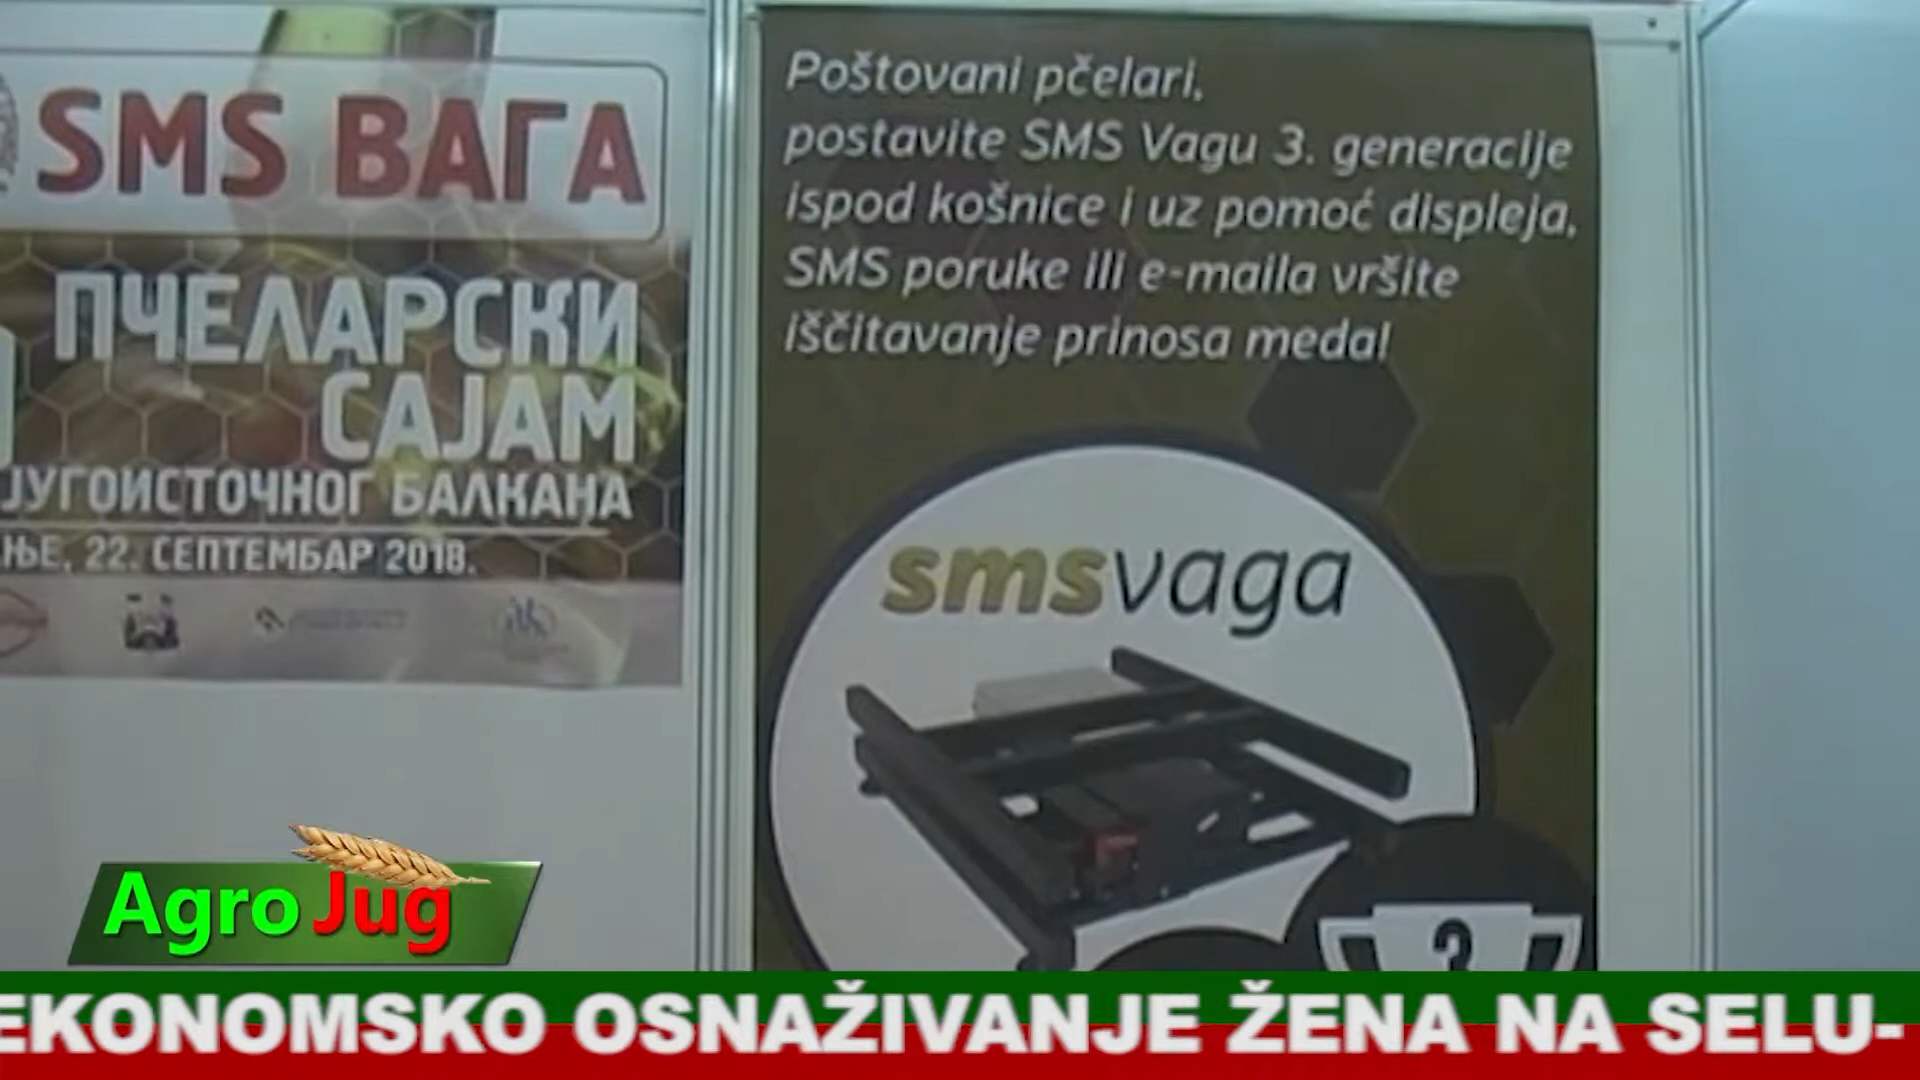 SMS ВАГА
ПЧЕЛАРСКИ
САЈАМ
ЈУГОИСТОЧНОГ БАЛКАНА
22. СЕПТЕМБАР 2018.
Poštovani pčelari,
postavite SMS Vagu 3. generacije
ispod košnice i uz pomoć displeja,
SMS poruke ili e-maila vršite
iščitavanje prinosa meda!
smsvaga
3
AgroJug
EKONOMSKO OSNAŽIVANJE ŽENA NA SELU-